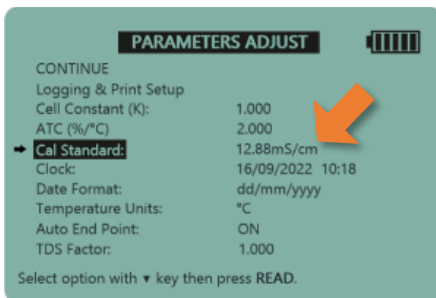 PARAMETERS ADJUST
CONTINUE
Logging & Print Setup
Cell Constant (K): 1.000
ATC (%/°C) 2.000
Cal Standard: 12.88mS/cm
Clock: 16/09/2022 10:18
Date Format: dd/mm/yyyy
Temperature Units: °C
Auto End Point: ON
TDS Factor: 1.000
Select option with ▼ key then press READ.